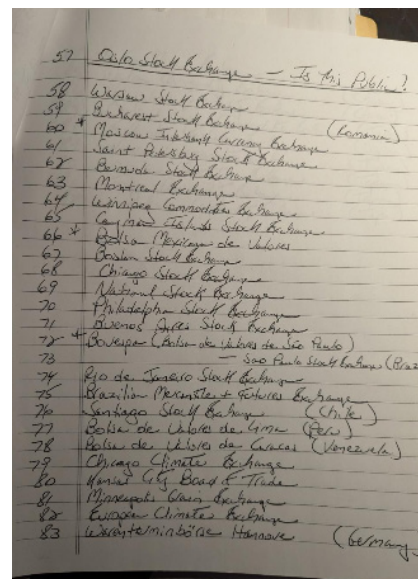 57 Oslo Stock Exchange — Is this Public?
58 Warsaw Stock Exchange
59 Bucharest Stock Exchange (Romania)
60 * Moscow Interbank Currency Exchange
61 Saint Petersburg Stock Exchange
62 Bermuda Stock Exchange
63 Montreal Exchange
64 Winnipeg Commodities Exchange
65 Cayman Islands Stock Exchange
66 * Bolsa Mexicana de Valores
67 Boston Stock Exchange
68 Chicago Stock Exchange
69 National Stock Exchange
70 Philadelphia Stock Exchange
71 Buenos Aires Stock Exchange
72 * Bovespa (Bolsa de Valores de São Paulo)
73 — Sao Paulo Stock Exchange (Braz
74 Rio de Janeiro Stock Exchange
75 Brazilian Mercantile + Futures Exchange
76 Santiago Stock Exchange (Chile)
77 Bolsa de Valores de Lima (Peru)
78 Bolsa de Valores de Caracas (Venezuela)
79 Chicago Climate Exchange
80 Kansas City Board of Trade
81 Minneapolis Grain Exchange
82 European Climate Exchange
83 Warenterminbörse Hannove (Germany